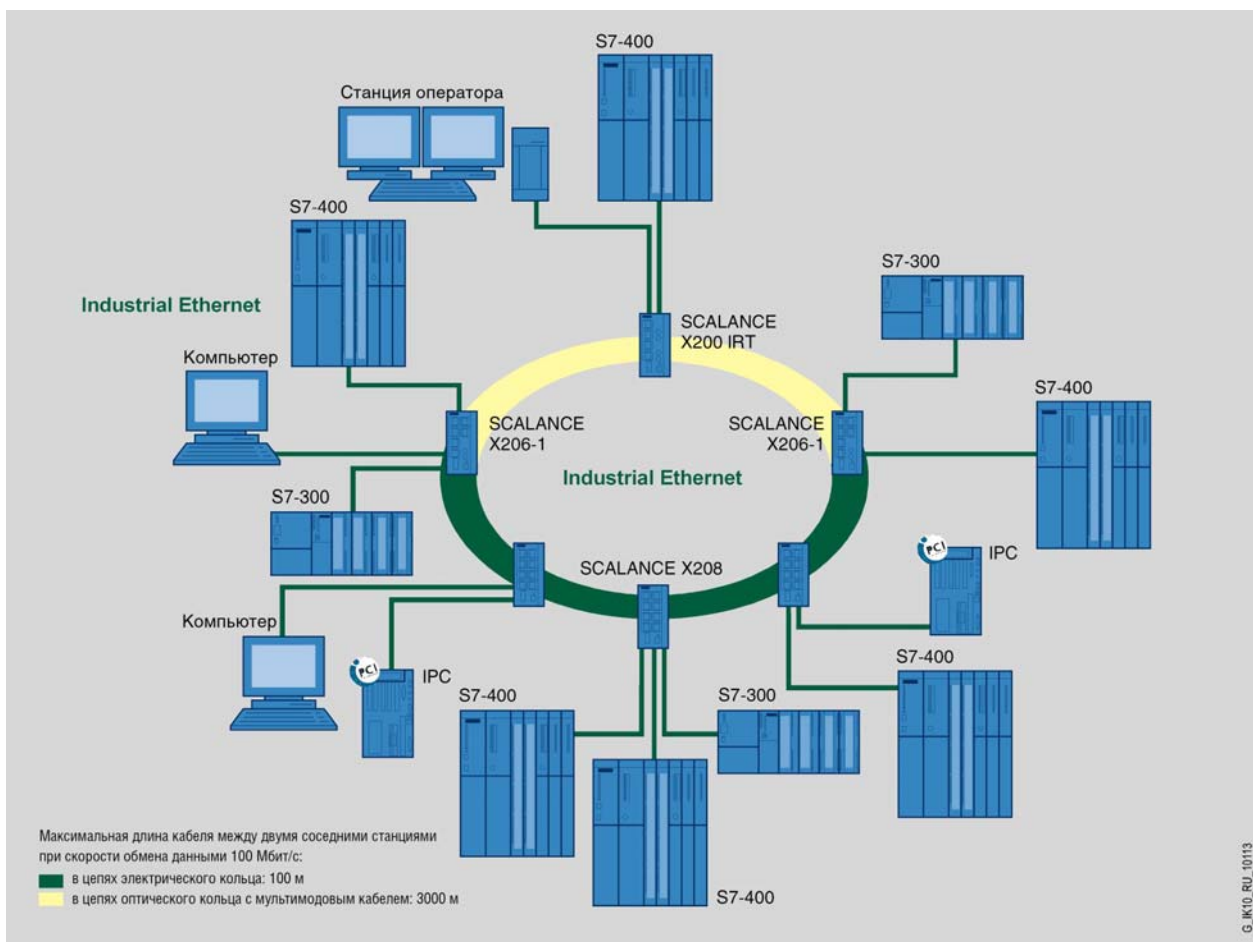 S7-400
Станция оператора
S7-400
S7-300
Industrial Ethernet
SCALANCE
X200 IRT
Компьютер
S7-400
SCALANCE
X206-1
SCALANCE
X206-1
Industrial Ethernet
S7-300
PCI
IPC
SCALANCE X208
Компьютер
PCI
IPC
S7-400
S7-300
S7-400
Максимальная длина кабеля между двумя соседними станциями
при скорости обмена данными 100 Мбит/с:
в цепях электрического кольца: 100 м
в цепях оптического кольца с мультимодовым кабелем: 3000 м
S7-400
G_IK10_RU_10113